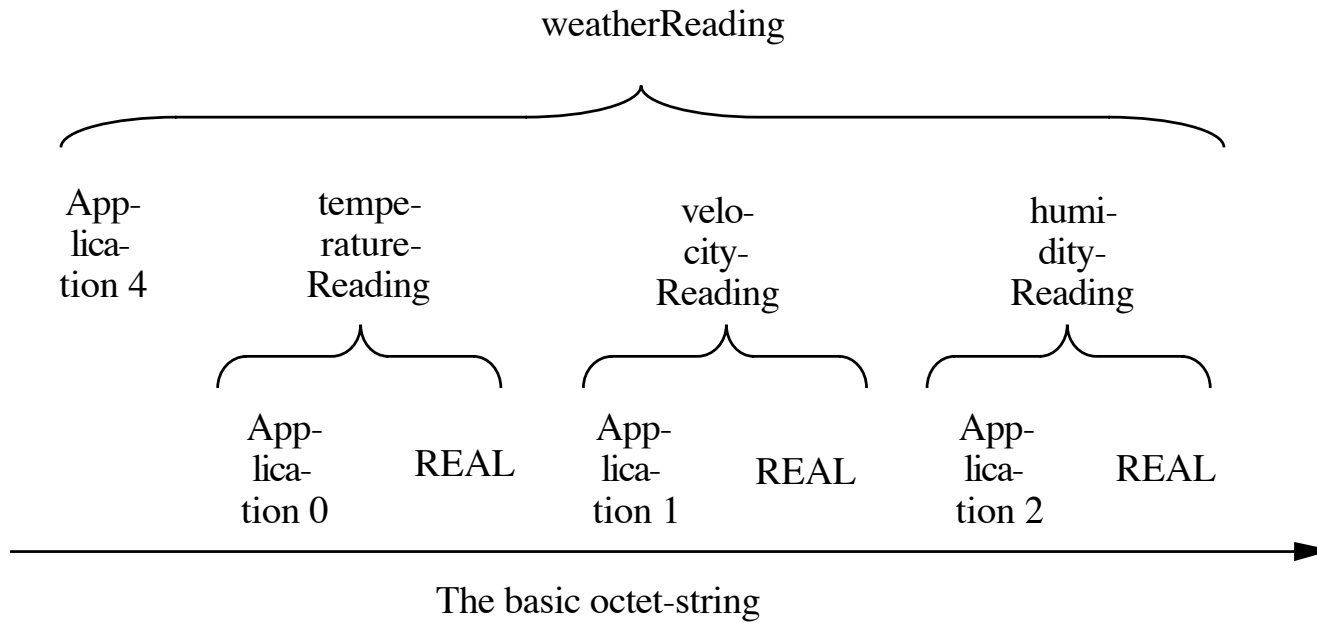 weatherReading
App-
lica-
tion 4
tempe-
rature-
Reading
velo-
city-
Reading
humi-
dity-
Reading
App-
lica-
tion 0
REAL
App-
lica-
tion 1
REAL
App-
lica-
tion 2
REAL
The basic octet-string